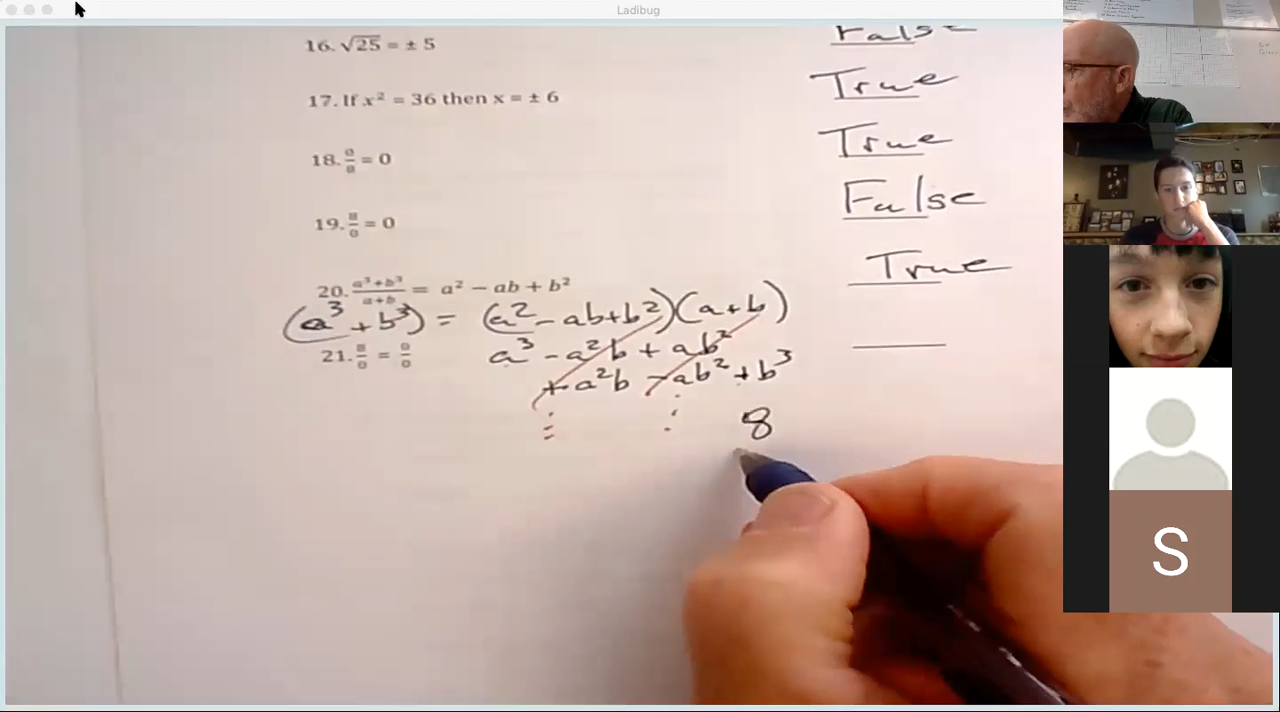 Ladibug
16. √25 = ± 5
False
17. If x² = 36 then x = ± 6
True
18. 0/8 = 0
True
19. 8/0 = 0
False
20. a³+b³/a+b = a² − ab + b²
True
(a³ + b³) = (a² − ab + b²)(a + b)
a³ − a²b + ab²
21. 8/0 = 0/0
+ a²b − ab² + b³
8
S